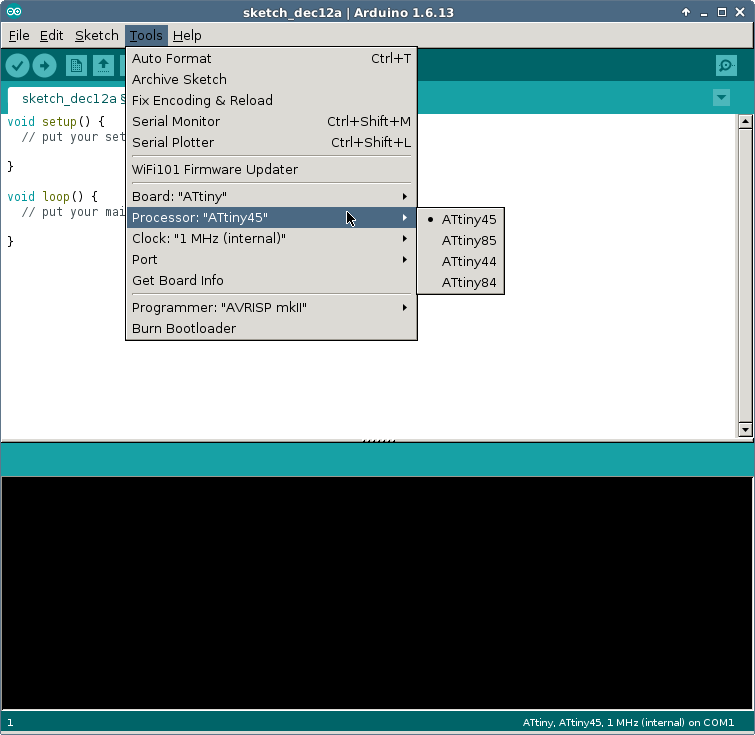 sketch_dec12a | Arduino 1.6.13
File Edit Sketch Tools Help
sketch_dec12a §
void setup() {
// put your set
}
void loop() {
// put your mai
}
Auto Format Ctrl+T
Archive Sketch
Fix Encoding & Reload
Serial Monitor Ctrl+Shift+M
Serial Plotter Ctrl+Shift+L
WiFi101 Firmware Updater
Board: "ATtiny"
Processor: "ATtiny45"
Clock: "1 MHz (internal)"
Port
Get Board Info
Programmer: "AVRISP mkII"
Burn Bootloader
ATtiny45
ATtiny85
ATtiny44
ATtiny84
1 ATtiny, ATtiny45, 1 MHz (internal) on COM1